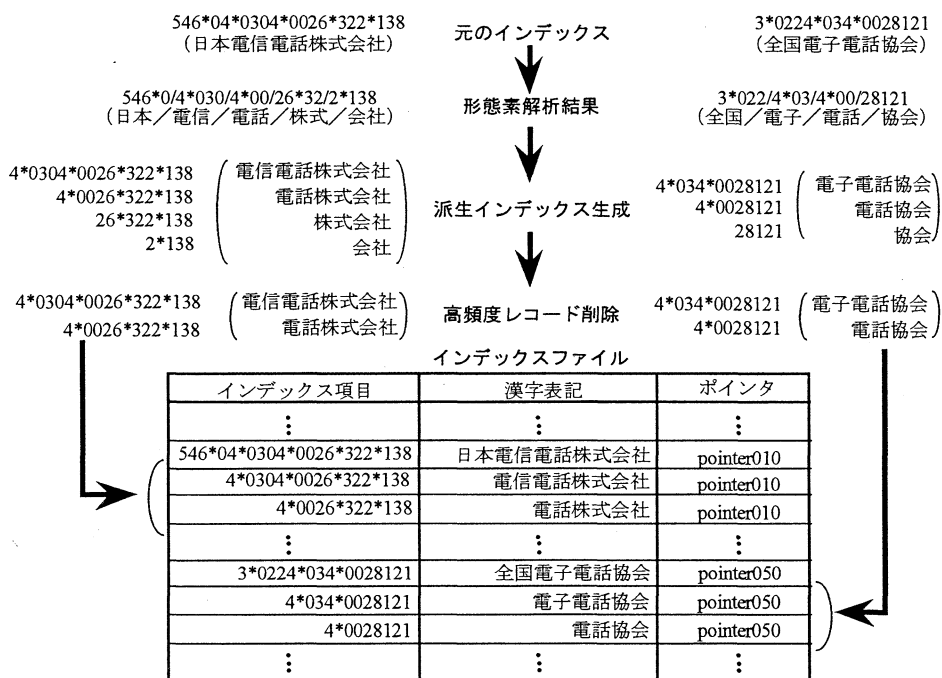 546*04*0304*0026*322*138
(日本電信電話株式会社)
元のインデックス
3*0224*034*0028121
(全国電子電話協会)
546*0/4*030/4*00/26*32/2*138
(日本／電信／電話／株式／会社)
形態素解析結果
3*022/4*03/4*00/28121
(全国／電子／電話／協会)
4*0304*0026*322*138 電信電話株式会社
4*0026*322*138 電話株式会社
26*322*138 株式会社
2*138 会社
派生インデックス生成
4*034*0028121 電子電話協会
4*0028121 電話協会
28121 協会
4*0304*0026*322*138 (電信電話株式会社)
4*0026*322*138 電話株式会社
高頻度レコード削除
4*034*0028121 (電子電話協会)
4*0028121 電話協会
インデックスファイル
インデックス項目 漢字表記 ポインタ
⋮ ⋮ ⋮
546*04*0304*0026*322*138 日本電信電話株式会社 pointer010
4*0304*0026*322*138 電信電話株式会社 pointer010
4*0026*322*138 電話株式会社 pointer010
⋮ ⋮ ⋮
3*0224*034*0028121 全国電子電話協会 pointer050
4*034*0028121 電子電話協会 pointer050
4*0028121 電話協会 pointer050
⋮ ⋮ ⋮